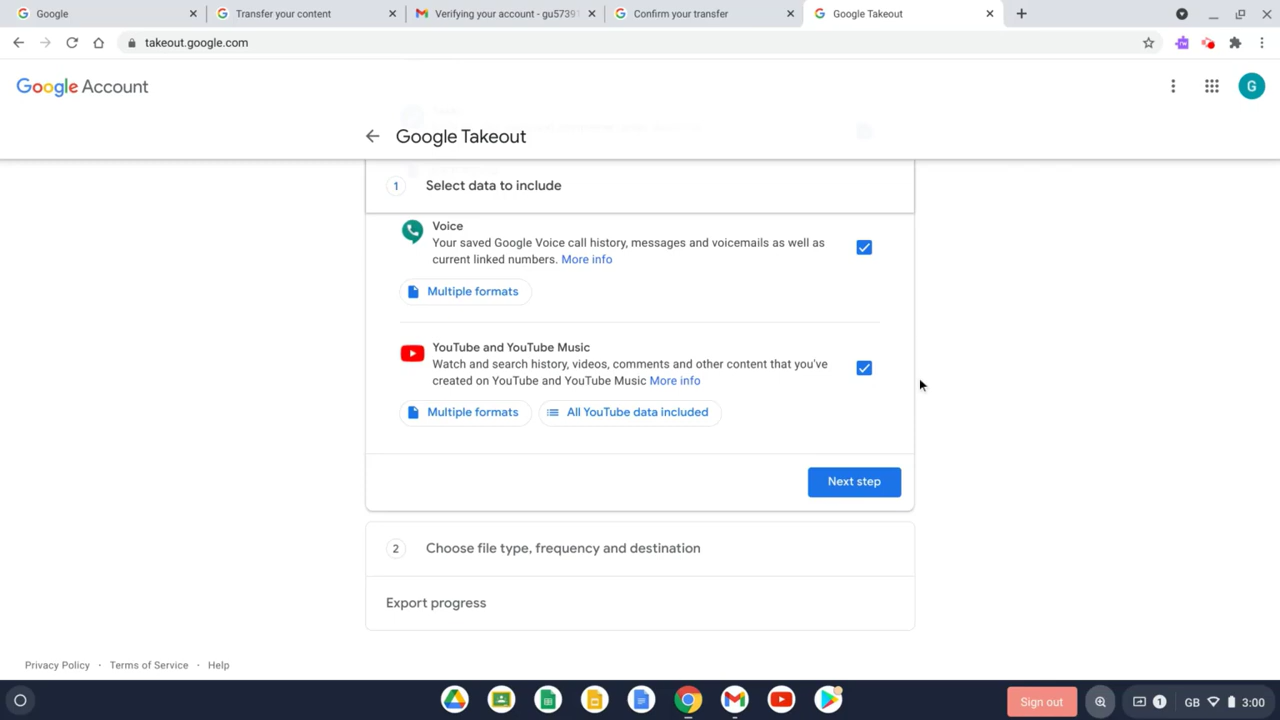 Google
Transfer your content
Verifying your account - gu5739
Confirm your transfer
Google Takeout
takeout.google.com
Google Account
G
Google Takeout
1 Select data to include
Voice
Your saved Google Voice call history, messages and voicemails as well as
current linked numbers. More info
Multiple formats
YouTube and YouTube Music
Watch and search history, videos, comments and other content that you've
created on YouTube and YouTube Music More info
Multiple formats
All YouTube data included
Next step
2 Choose file type, frequency and destination
Export progress
Privacy Policy · Terms of Service · Help
Sign out
1
GB
3:00